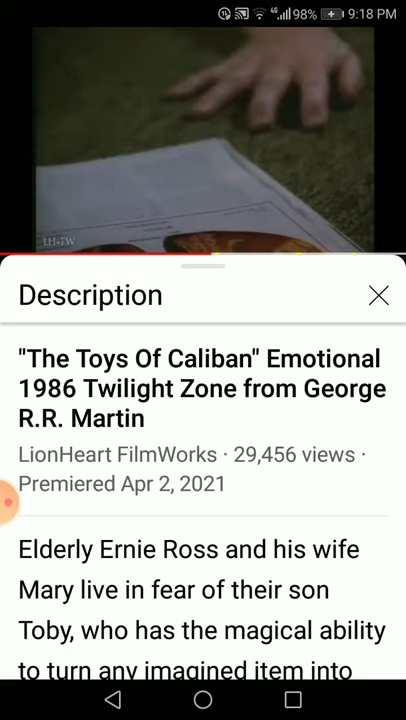 98% 9:18 PM
LH-TW
Description
"The Toys Of Caliban" Emotional
1986 Twilight Zone from George
R.R. Martin
LionHeart FilmWorks · 29,456 views ·
Premiered Apr 2, 2021
Elderly Ernie Ross and his wife
Mary live in fear of their son
Toby, who has the magical ability
to turn any imagined item into